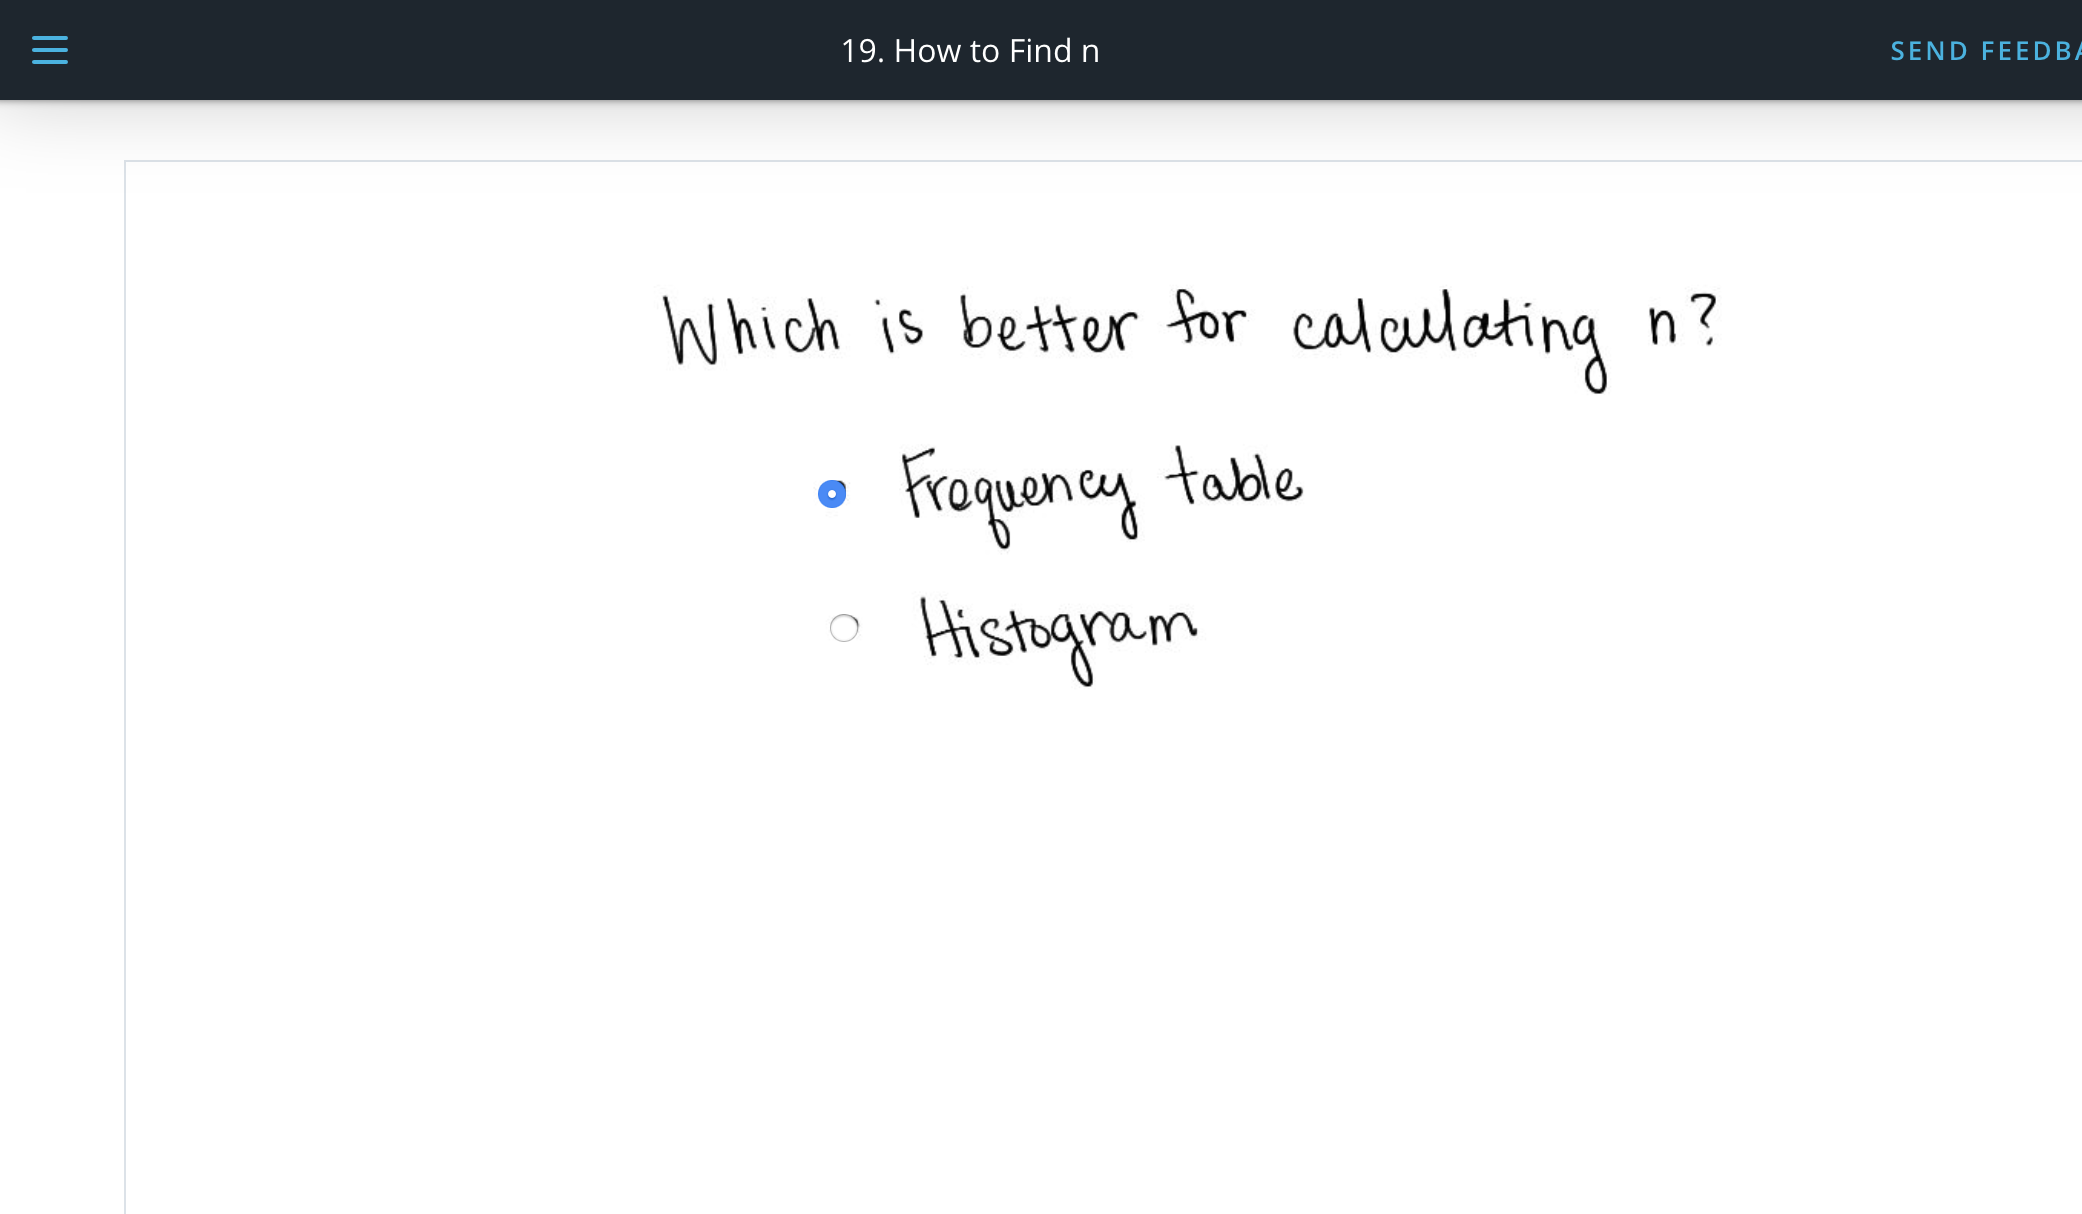 19. How to Find n
SEND FEEDBA
Which is better for calculating n?
Frequency table
Histogram